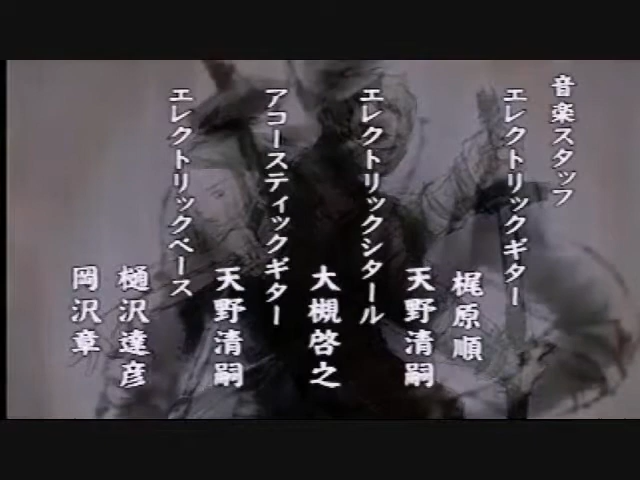 音楽スタッフ
エレクトリックギター
梶原順
天野清嗣
エレクトリックシタール
大槻啓之
アコースティックギター
天野清嗣
エレクトリックベース
樋沢達彦
岡沢章